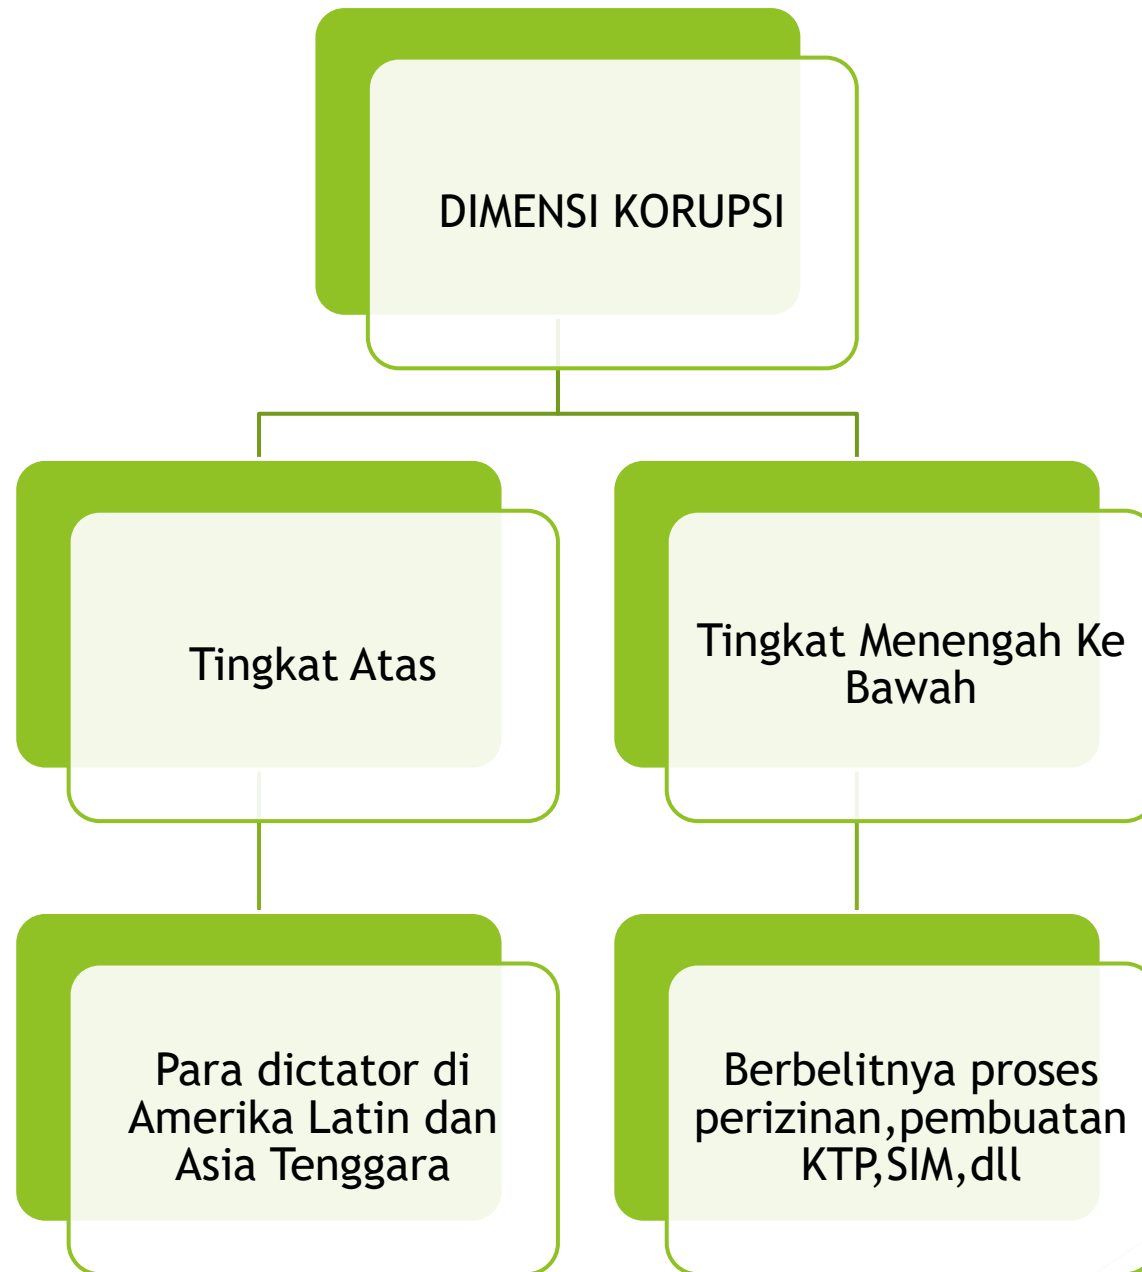 DIMENSI KORUPSI
Tingkat Atas
Tingkat Menengah Ke
Bawah
Para dictator di
Amerika Latin dan
Asia Tenggara
Berbelitnya proses
perizinan,pembuatan
KTP,SIM,dll